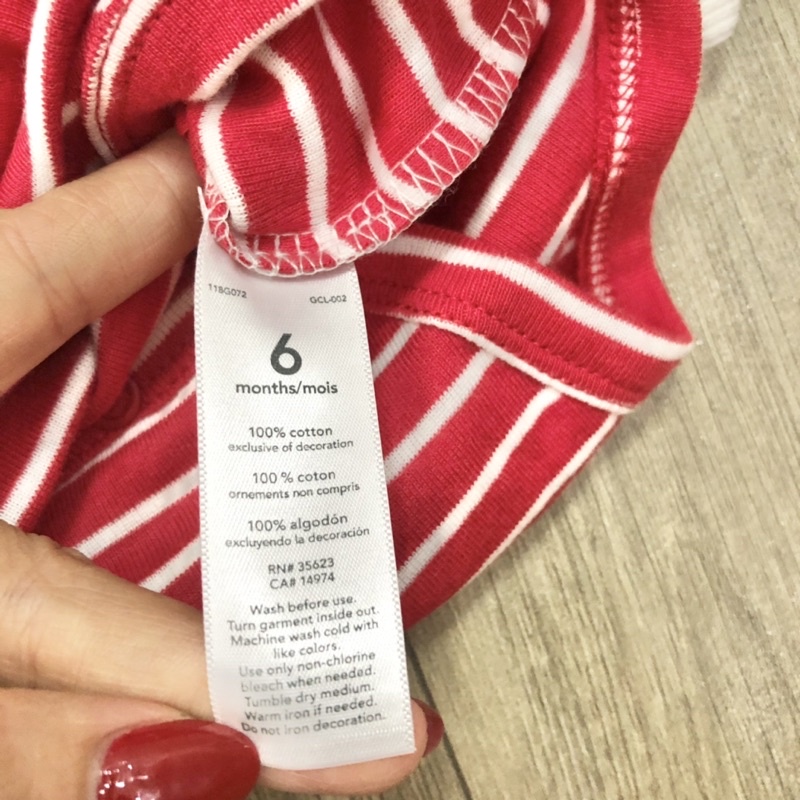 118G072 GCL-002
6
months/mois
100% cotton
exclusive of decoration
100 % coton
ornements non compris
100% algodón
excluyendo la decoración
RN# 35623
CA# 14974
Wash before use.
Turn garment inside out.
Machine wash cold with
like colors.
Use only non-chlorine
bleach when needed.
Tumble dry medium.
Warm iron if needed.
Do not iron decoration.